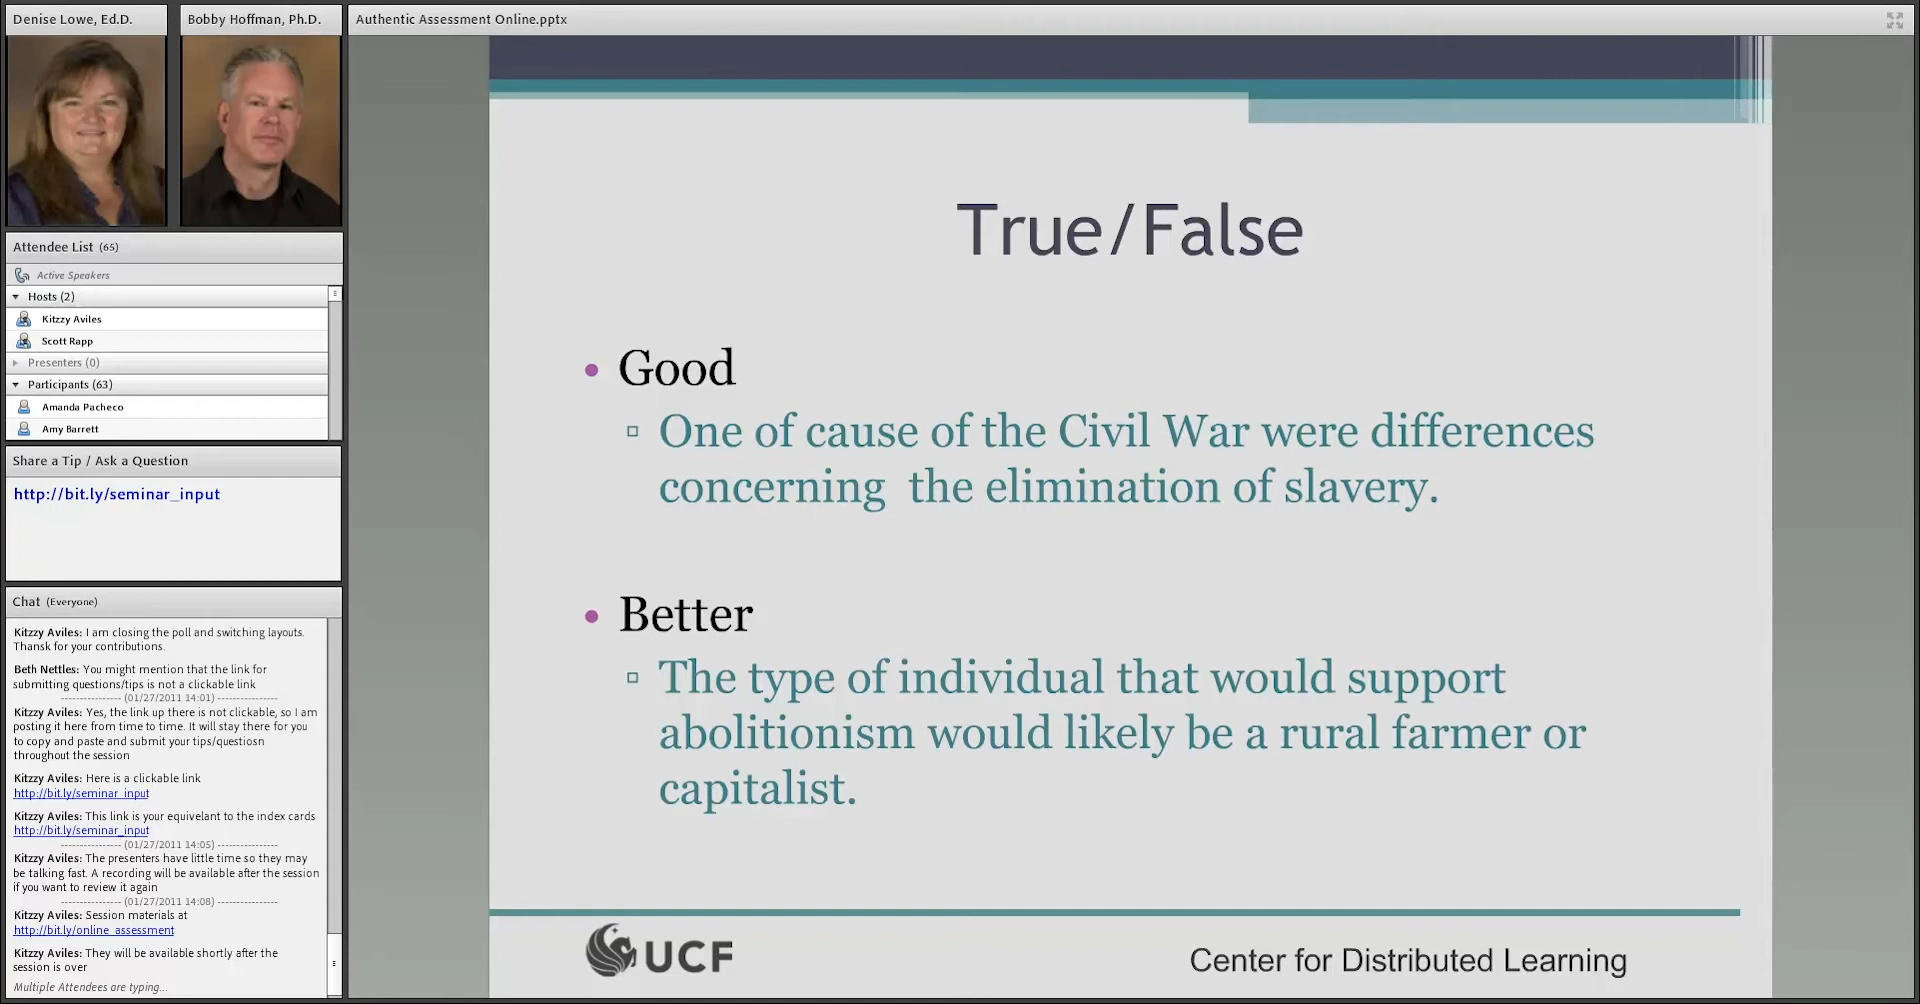 Denise Lowe, Ed.D.
Bobby Hoffman, Ph.D.
Authentic Assessment Online.pptx
Attendee List (65)
Active Speakers
Hosts (2)
Kitzzy Aviles
Scott Rapp
Presenters (0)
Participants (63)
Amanda Pacheco
Amy Barrett
Share a Tip / Ask a Question
http://bit.ly/seminar_input
Chat (Everyone)
Kitzzy Aviles: I am closing the poll and switching layouts.
Thansk for your contributions.
Beth Nettles: You might mention that the link for
submitting questions/tips is not a clickable link
---------------- (01/27/2011 14:01) ----------------
Kitzzy Aviles: Yes, the link up there is not clickable, so I am
posting it here from time to time. It will stay there for you
to copy and paste and submit your tips/questiosn
throughout the session
Kitzzy Aviles: Here is a clickable link
http://bit.ly/seminar_input
Kitzzy Aviles: This link is your equivelant to the index cards
http://bit.ly/seminar_input
---------------- (01/27/2011 14:05) ----------------
Kitzzy Aviles: The presenters have little time so they may
be talking fast. A recording will be available after the session
if you want to review it again
---------------- (01/27/2011 14:08) ----------------
Kitzzy Aviles: Session materials at
http://bit.ly/online_assessment
Kitzzy Aviles: They will be available shortly after the
session is over
Multiple Attendees are typing...
True/False
• Good
▫ One of cause of the Civil War were differences
concerning  the elimination of slavery.
• Better
▫ The type of individual that would support
abolitionism would likely be a rural farmer or
capitalist.
UCF
Center for Distributed Learning